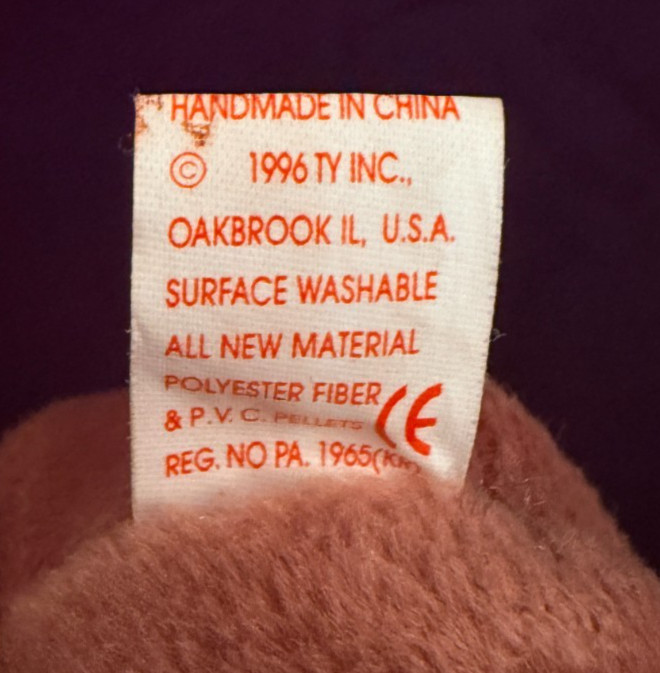 HANDMADE IN CHINA
© 1996 TY INC.,
OAKBROOK IL, U.S.A.
SURFACE WASHABLE
ALL NEW MATERIAL
POLYESTER FIBER
& P.V.C. PELLETS CE
REG. NO PA. 1965(KR)